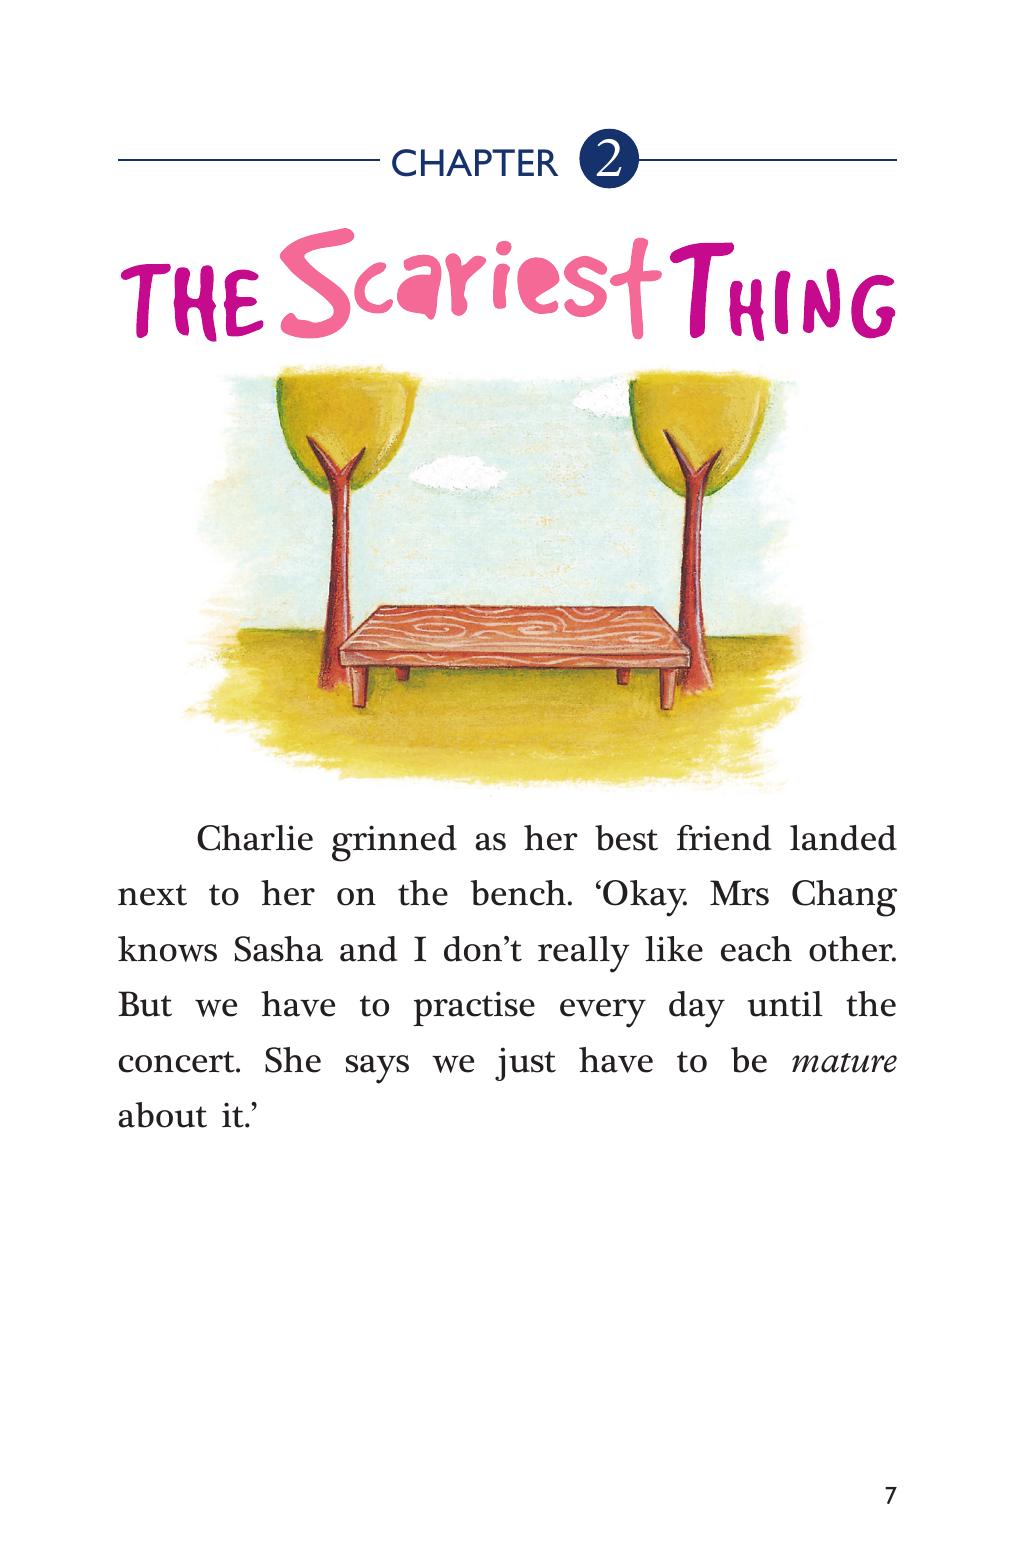 CHAPTER 2
THE Scariest THING
Charlie grinned as her best friend landed
next to her on the bench. ‘Okay. Mrs Chang
knows Sasha and I don’t really like each other.
But we have to practise every day until the
concert. She says we just have to be mature
about it.’
7